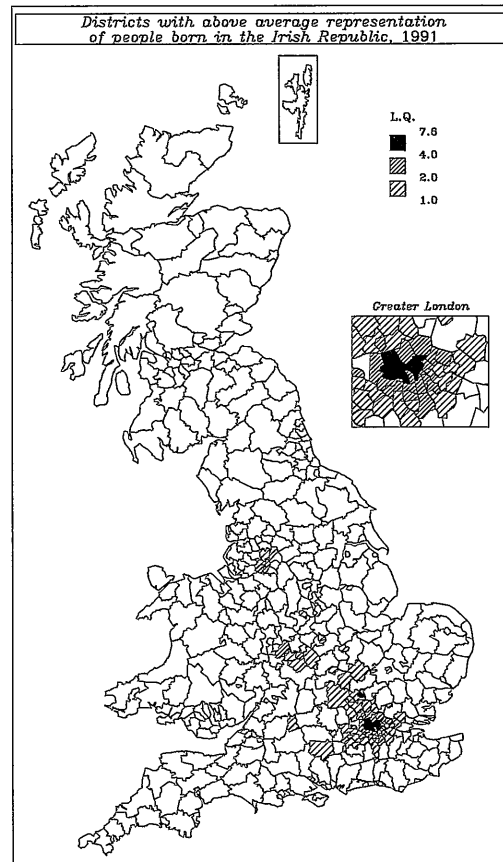 Districts with above average representation
of people born in the Irish Republic, 1991
L.Q.
7.6
4.0
2.0
1.0
Greater London